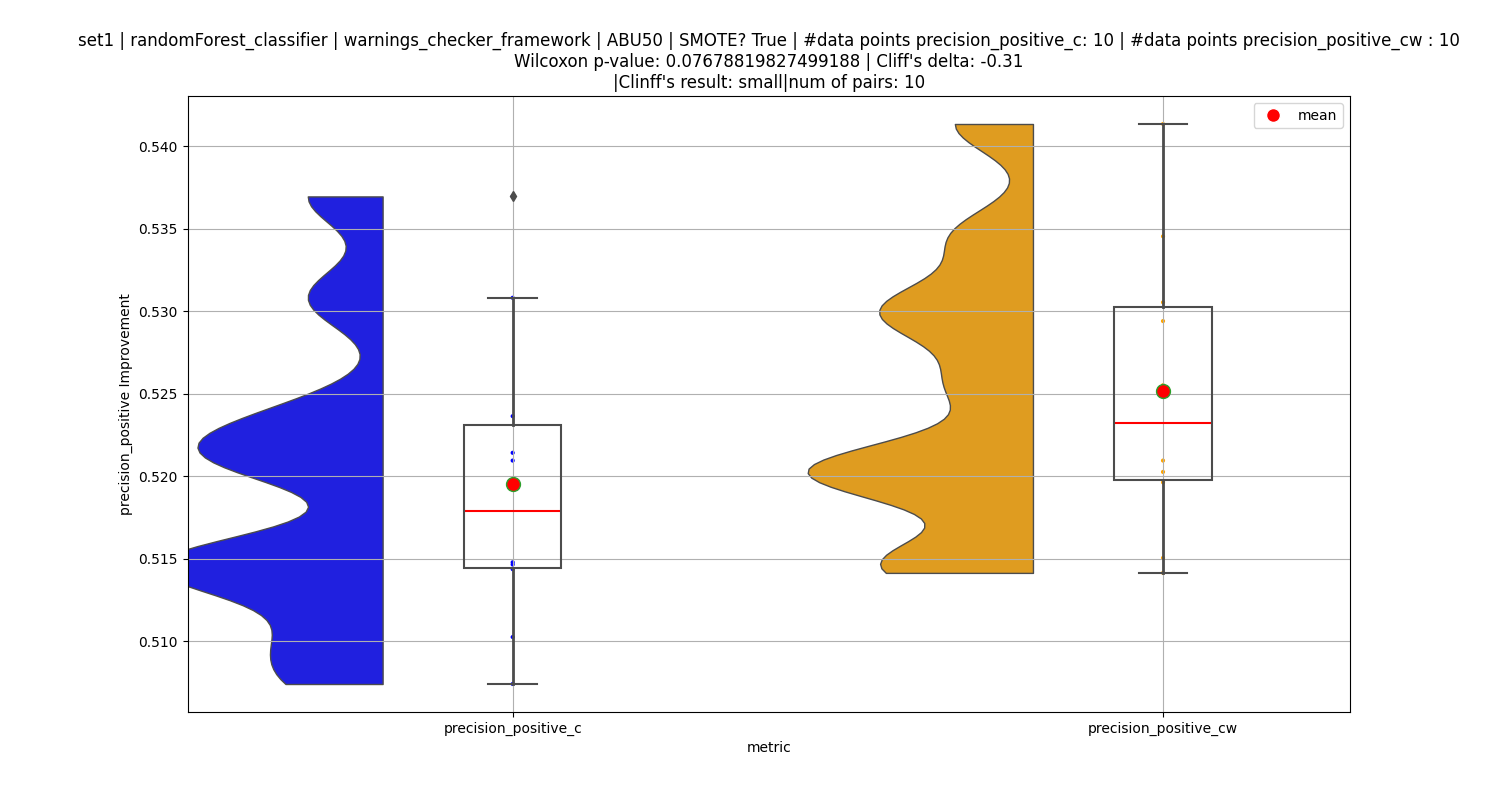 set1 | randomForest_classifier | warnings_checker_framework | ABU50 | SMOTE? True | #data points precision_positive_c: 10 | #data points precision_positive_cw : 10
Wilcoxon p-value: 0.07678819827499188 | Cliff's delta: -0.31
|Clinff's result: small|num of pairs: 10
mean
0.540
0.535
0.530
0.525
0.520
0.515
0.510
precision_positive Improvement
precision_positive_c
precision_positive_cw
metric